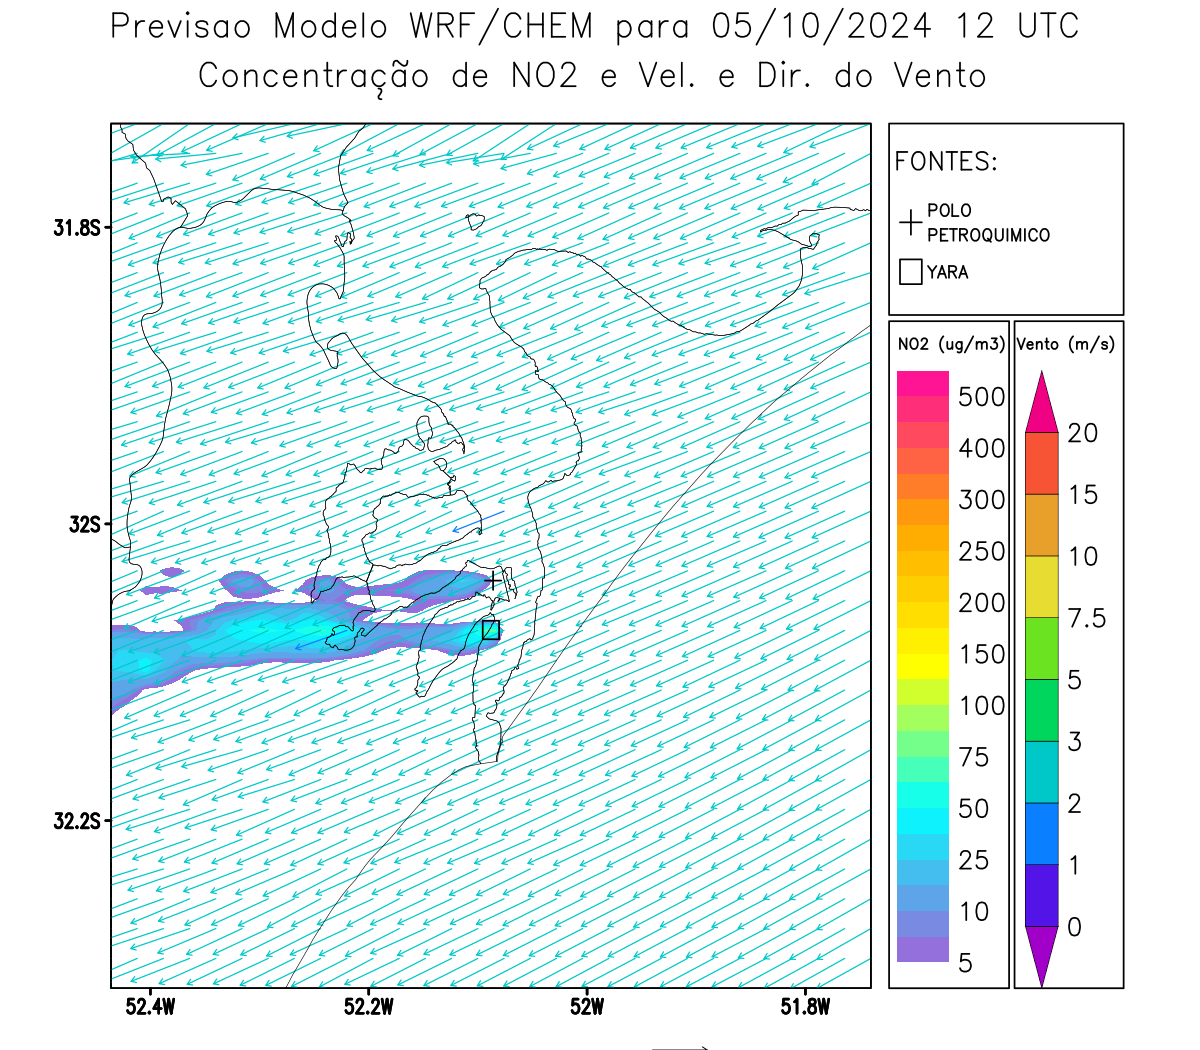 Previsao Modelo WRF/CHEM para 05/10/2024 12 UTC
Concentração de NO2 e Vel. e Dir. do Vento
FONTES:
POLO
PETROQUIMICO
YARA
31.8S
32S
32.2S
52.4W
52.2W
52W
51.8W
NO2 (ug/m3)
500
400
300
250
200
150
100
75
50
25
10
5
Vento (m/s)
20
15
10
7.5
5
3
2
1
0